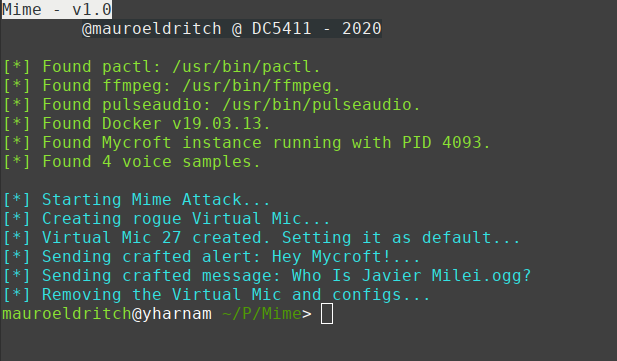 Mime - v1.0
@mauroeldritch @ DC5411 - 2020
[*] Found pactl: /usr/bin/pactl.
[*] Found ffmpeg: /usr/bin/ffmpeg.
[*] Found pulseaudio: /usr/bin/pulseaudio.
[*] Found Docker v19.03.13.
[*] Found Mycroft instance running with PID 4093.
[*] Found 4 voice samples.
[*] Starting Mime Attack...
[*] Creating rogue Virtual Mic...
[*] Virtual Mic 27 created. Setting it as default...
[*] Sending crafted alert: Hey Mycroft!...
[*] Sending crafted message: Who Is Javier Milei.ogg?
[*] Removing the Virtual Mic and configs...
mauroeldritch@yharnam ~/P/Mime>